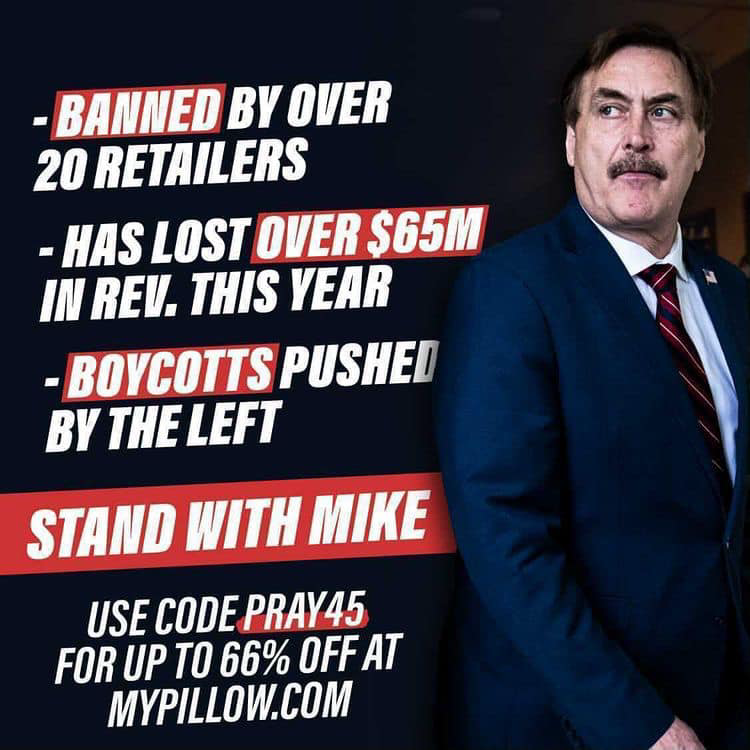 - BANNED BY OVER
20 RETAILERS
- HAS LOST OVER $65M
IN REV. THIS YEAR
- BOYCOTTS PUSHED
BY THE LEFT
STAND WITH MIKE
USE CODE PRAY45
FOR UP TO 66% OFF AT
MYPILLOW.COM